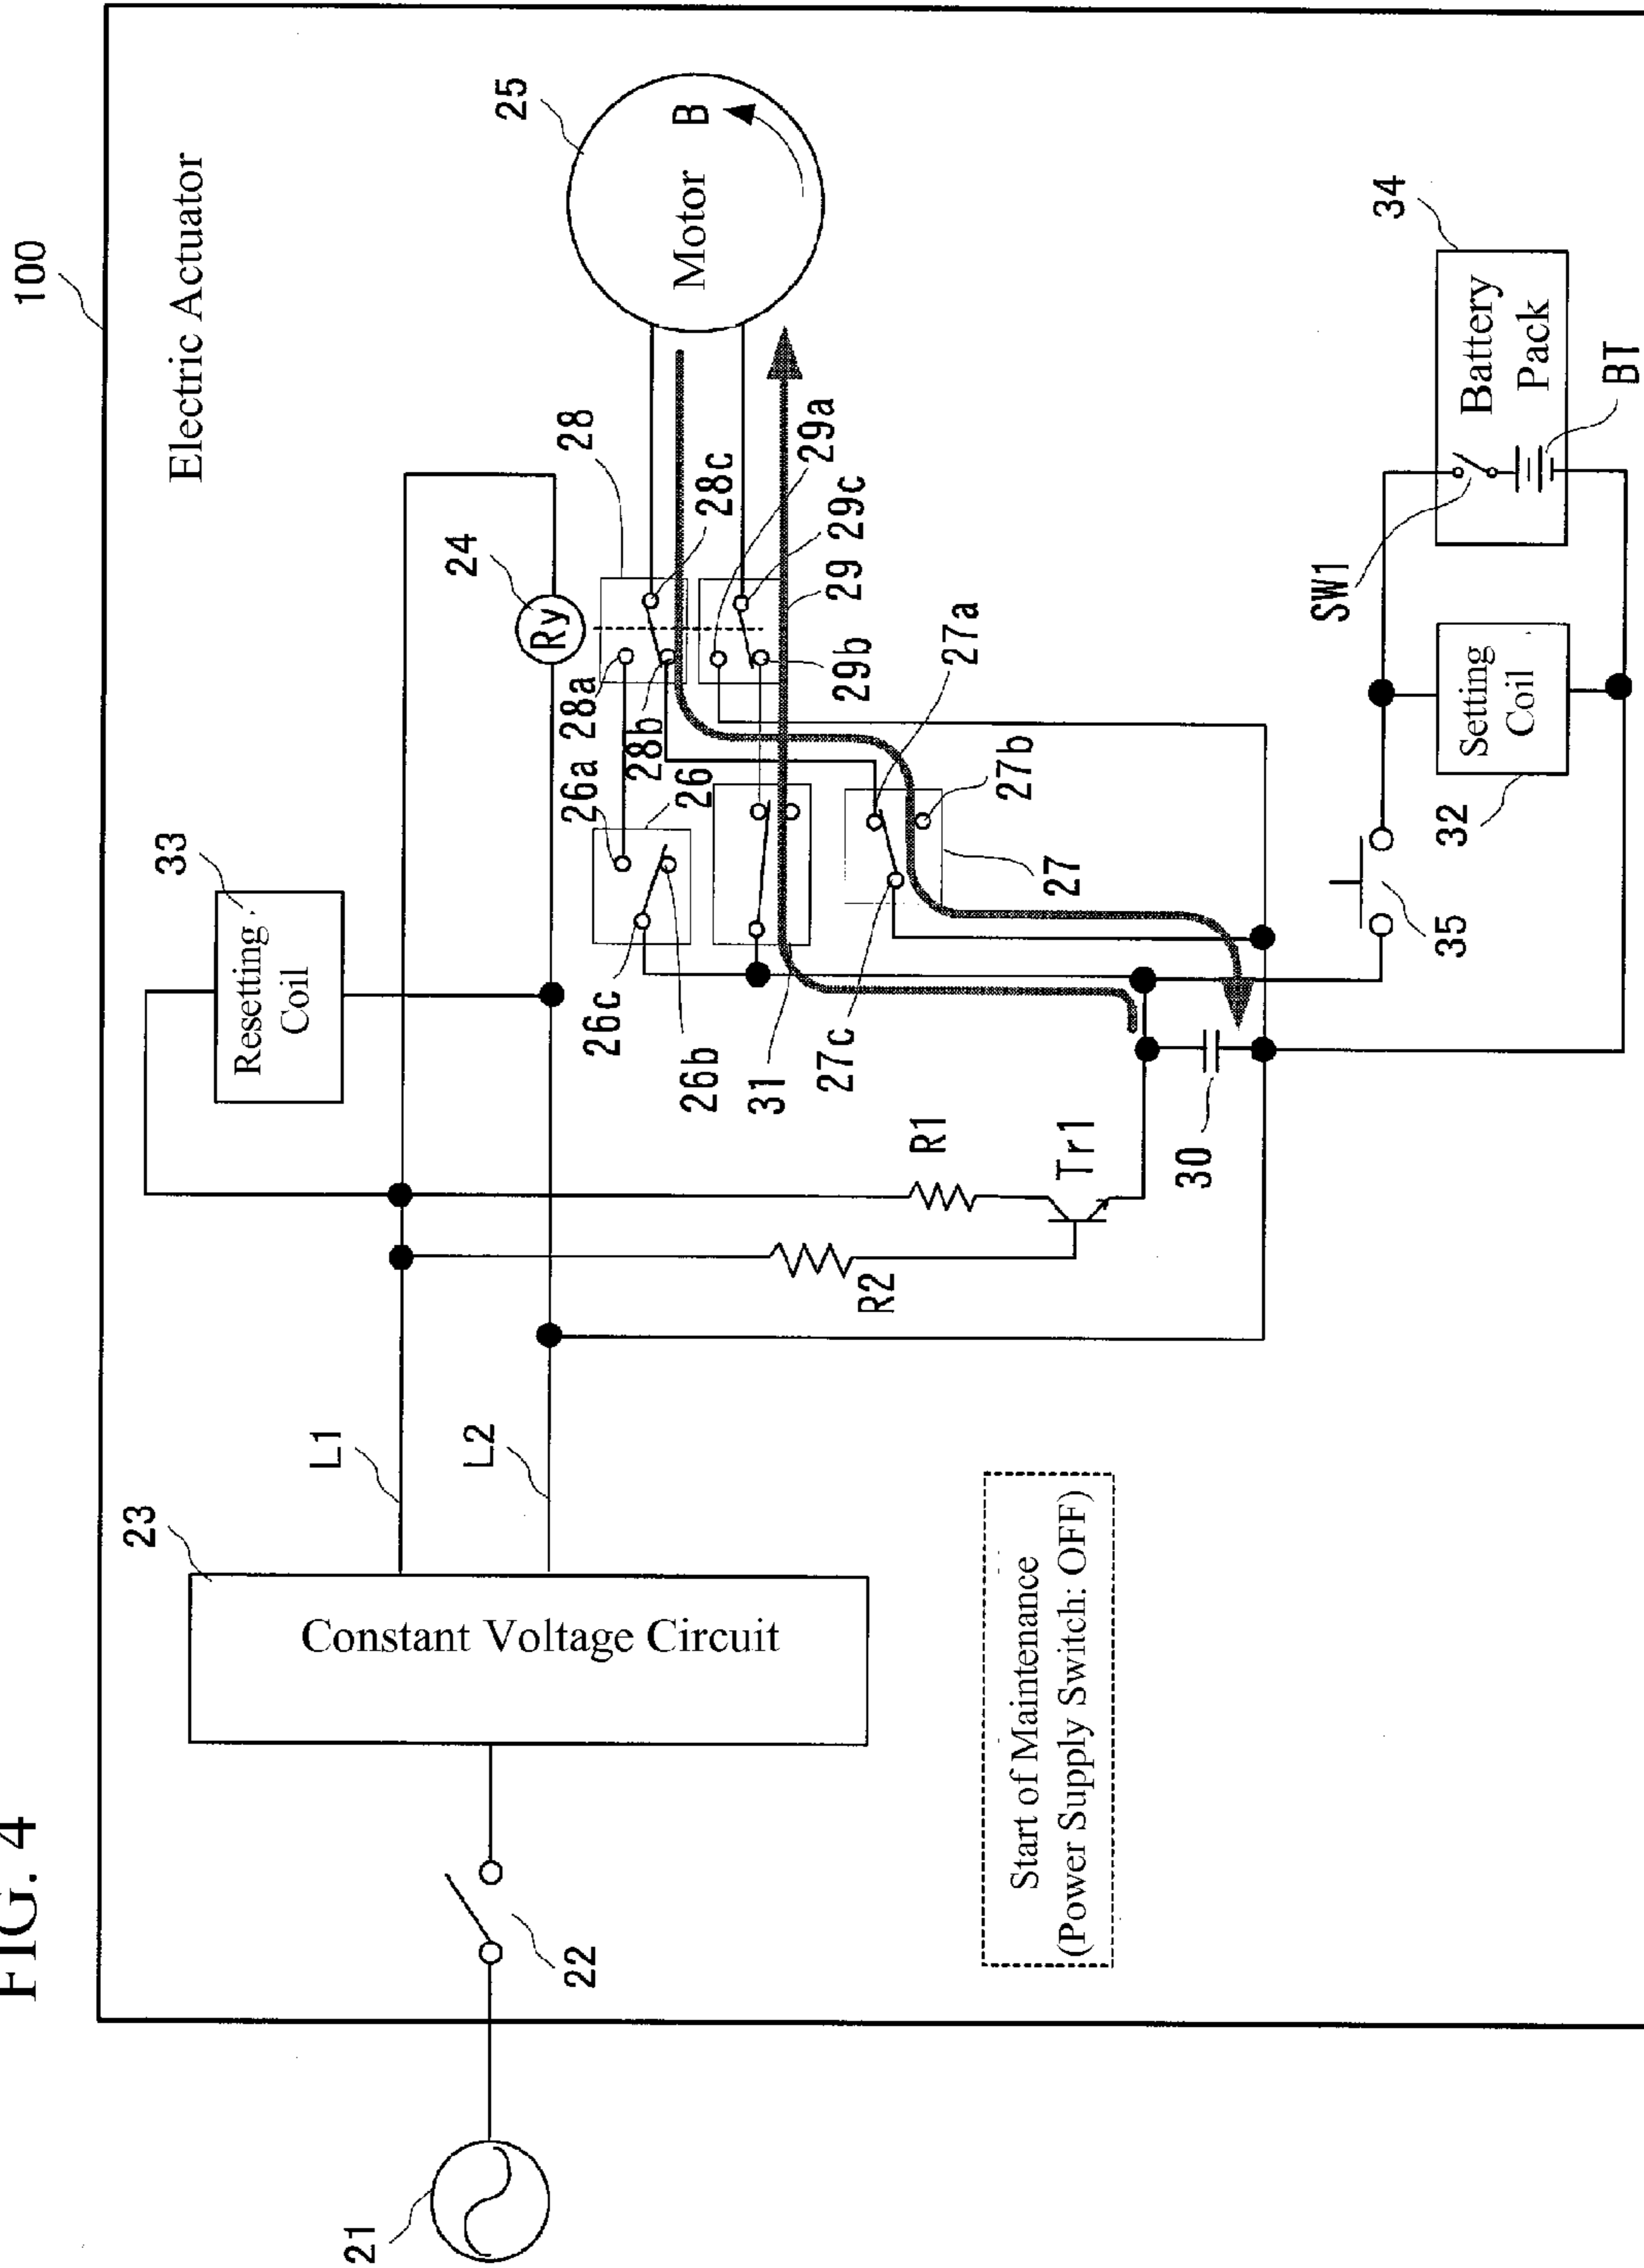 FIG. 4
100
Electric Actuator
33
Resetting
Coil
23
L1
L2
Constant Voltage Circuit
24
Ry
28
25
Motor
B
28a
28b
28c
26a
26
26c
26b
29a
29c
29
29b
31
27a
27b
27
27c
R1
R2
Tr1
30
21
22
Start of Maintenance
(Power Supply Switch: OFF)
35
SW1
34
Battery
Pack
BT
Setting
Coil
32